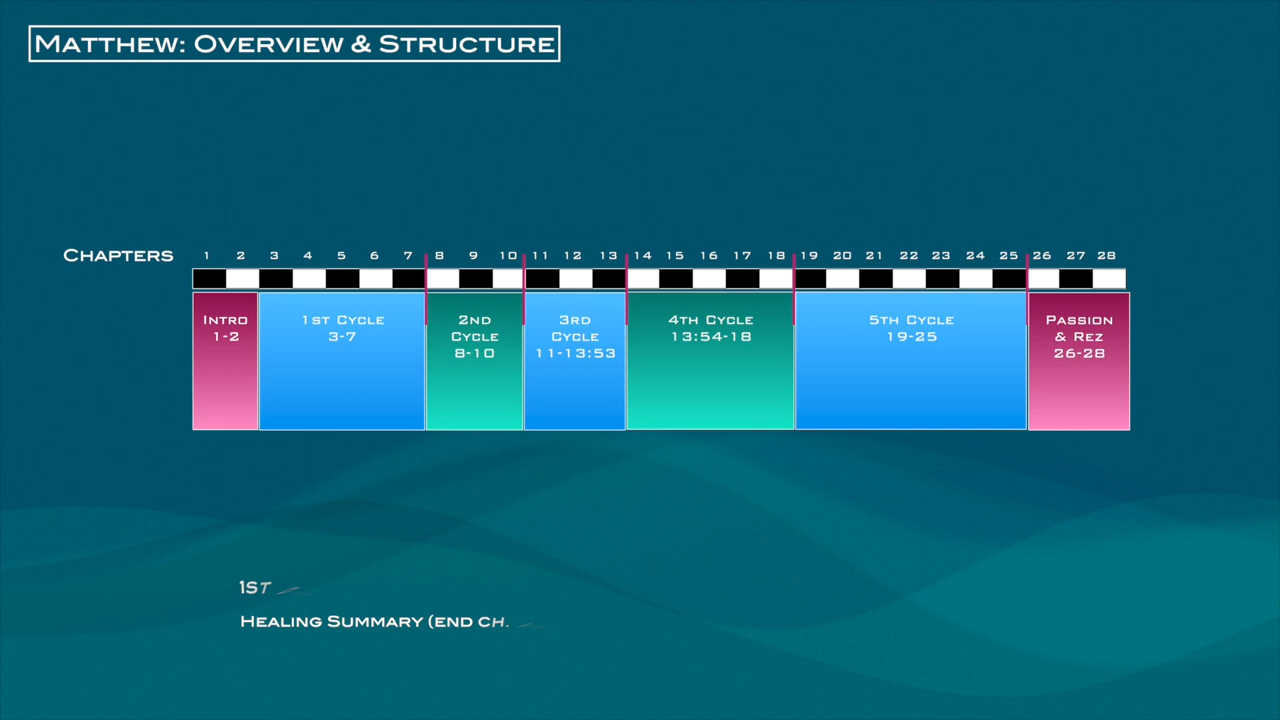 MATTHEW: OVERVIEW & STRUCTURE
CHAPTERS 1 2 3 4 5 6 7 8 9 10 11 12 13 14 15 16 17 18 19 20 21 22 23 24 25 26 27 28
INTRO
1-2
1ST CYCLE
3-7
2ND
CYCLE
8-10
3RD
CYCLE
11-13:53
4TH CYCLE
13:54-18
5TH CYCLE
19-25
PASSION
& REZ
26-28
1ST
HEALING SUMMARY (END CH.